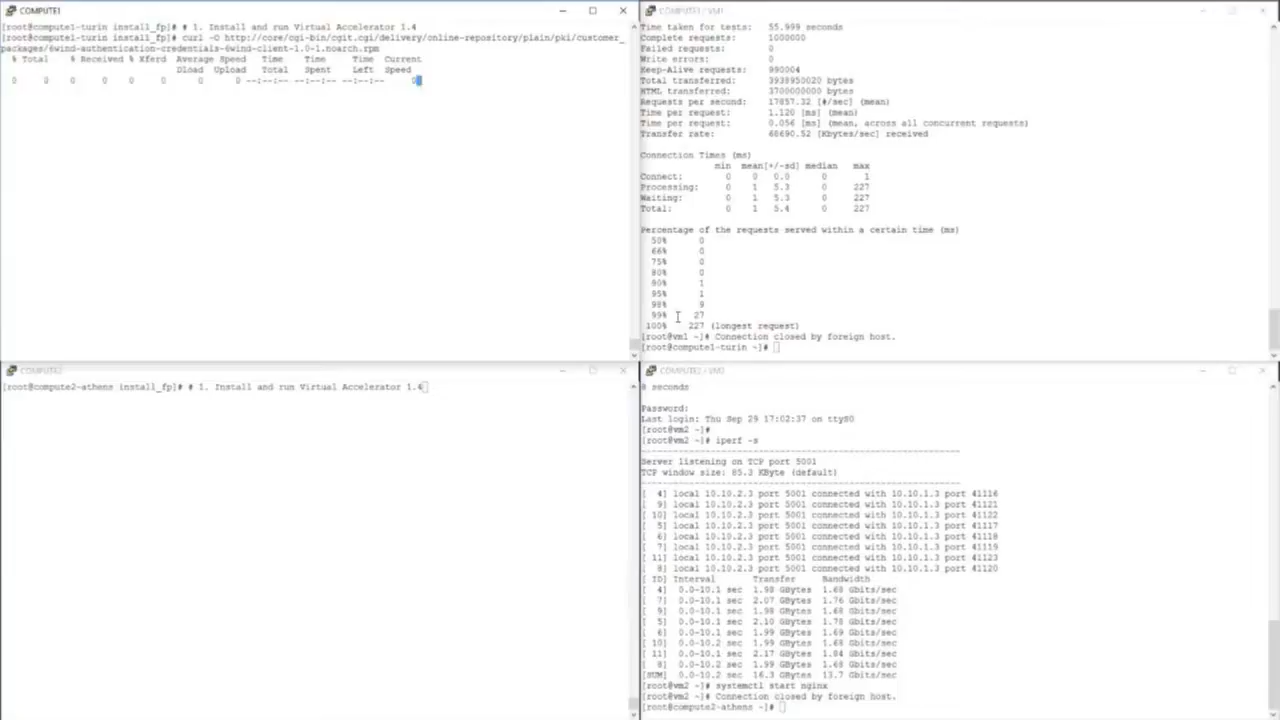 COMPUTE1
[root@compute1-turin install_fp]# # 1. Install and run Virtual Accelerator 1.4
[root@compute1-turin install_fp]# curl -O http://core/cgi-bin/cgit.cgi/delivery/online-repository/plain/pki/customer_
packages/6wind-authentication-credentials-6wind-client-1.0-1.noarch.rpm
% Total % Received % Xferd Average Speed Time Time Time Current
Dload Upload Total Spent Left Speed
0 0 0 0 0 0 0 0 --:--:-- --:--:-- --:--:-- 0
COMPUTE1 / VM1
Time taken for tests: 55.999 seconds
Complete requests: 1000000
Failed requests: 0
Write errors: 0
Keep-Alive requests: 990004
Total transferred: 3938950020 bytes
HTML transferred: 3700000000 bytes
Requests per second: 17857.32 [#/sec] (mean)
Time per request: 1.120 [ms] (mean)
Time per request: 0.056 [ms] (mean, across all concurrent requests)
Transfer rate: 68690.52 [Kbytes/sec] received
Connection Times (ms)
min mean[+/-sd] median max
Connect: 0 0 0.0 0 1
Processing: 0 1 5.3 0 227
Waiting: 0 1 5.3 0 227
Total: 0 1 5.4 0 227
Percentage of the requests served within a certain time (ms)
50% 0
66% 0
75% 0
80% 0
90% 1
95% 1
98% 9
99% 27
100% 227 (longest request)
[root@vm1 ~]# Connection closed by foreign host.
[root@compute1-turin ~]#
COMPUTE2
[root@compute2-athens install_fp]# # 1. Install and run Virtual Accelerator 1.4
8 seconds
Password:
Last login: Thu Sep 29 17:02:37 on ttyS0
[root@vm2 ~]#
[root@vm2 ~]# iperf -s
------------------------------------------------------------
Server listening on TCP port 5001
TCP window size: 85.3 KByte (default)
------------------------------------------------------------
[ 4] local 10.10.2.3 port 5001 connected with 10.10.1.3 port 41116
[ 9] local 10.10.2.3 port 5001 connected with 10.10.1.3 port 41121
[ 10] local 10.10.2.3 port 5001 connected with 10.10.1.3 port 41122
[ 5] local 10.10.2.3 port 5001 connected with 10.10.1.3 port 41117
[ 6] local 10.10.2.3 port 5001 connected with 10.10.1.3 port 41118
[ 7] local 10.10.2.3 port 5001 connected with 10.10.1.3 port 41119
[ 11] local 10.10.2.3 port 5001 connected with 10.10.1.3 port 41123
[ 8] local 10.10.2.3 port 5001 connected with 10.10.1.3 port 41120
[ ID] Interval Transfer Bandwidth
[ 4] 0.0-10.1 sec 1.98 GBytes 1.68 Gbits/sec
[ 7] 0.0-10.1 sec 2.07 GBytes 1.76 Gbits/sec
[ 9] 0.0-10.1 sec 1.98 GBytes 1.68 Gbits/sec
[ 5] 0.0-10.1 sec 2.10 GBytes 1.78 Gbits/sec
[ 6] 0.0-10.1 sec 1.99 GBytes 1.69 Gbits/sec
[ 10] 0.0-10.2 sec 1.99 GBytes 1.68 Gbits/sec
[ 11] 0.0-10.1 sec 2.17 GBytes 1.84 Gbits/sec
[ 8] 0.0-10.2 sec 1.99 GBytes 1.68 Gbits/sec
[SUM] 0.0-10.2 sec 16.3 GBytes 13.7 Gbits/sec
[root@vm2 ~]# systemctl start nginx
[root@vm2 ~]# Connection closed by foreign host.
[root@compute2-athens ~]#